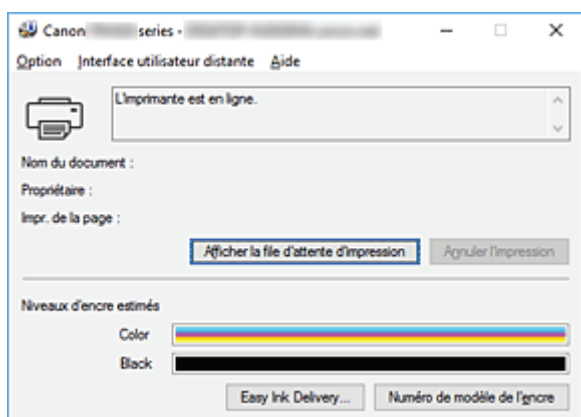 Canon series -
Option Interface utilisateur distante Aide
L'imprimante est en ligne.
Nom du document :
Propriétaire :
Impr. de la page :
Afficher la file d'attente d'impression Annuler l'impression
Niveaux d'encre estimés
Color
Black
Easy Ink Delivery... Numéro de modèle de l'encre